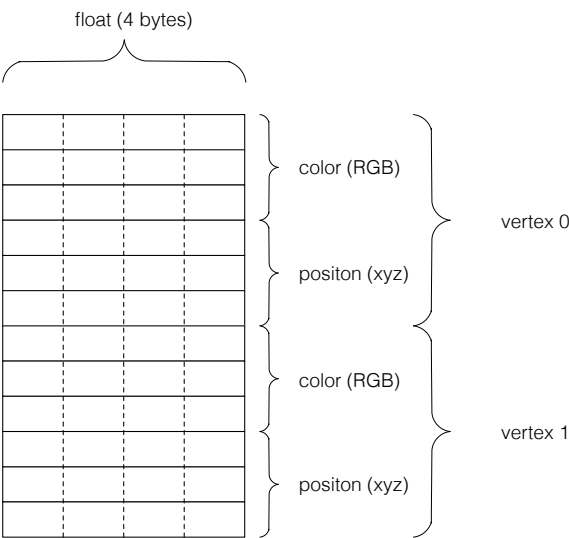 float (4 bytes)
color (RGB)
vertex 0
positon (xyz)
color (RGB)
vertex 1
positon (xyz)